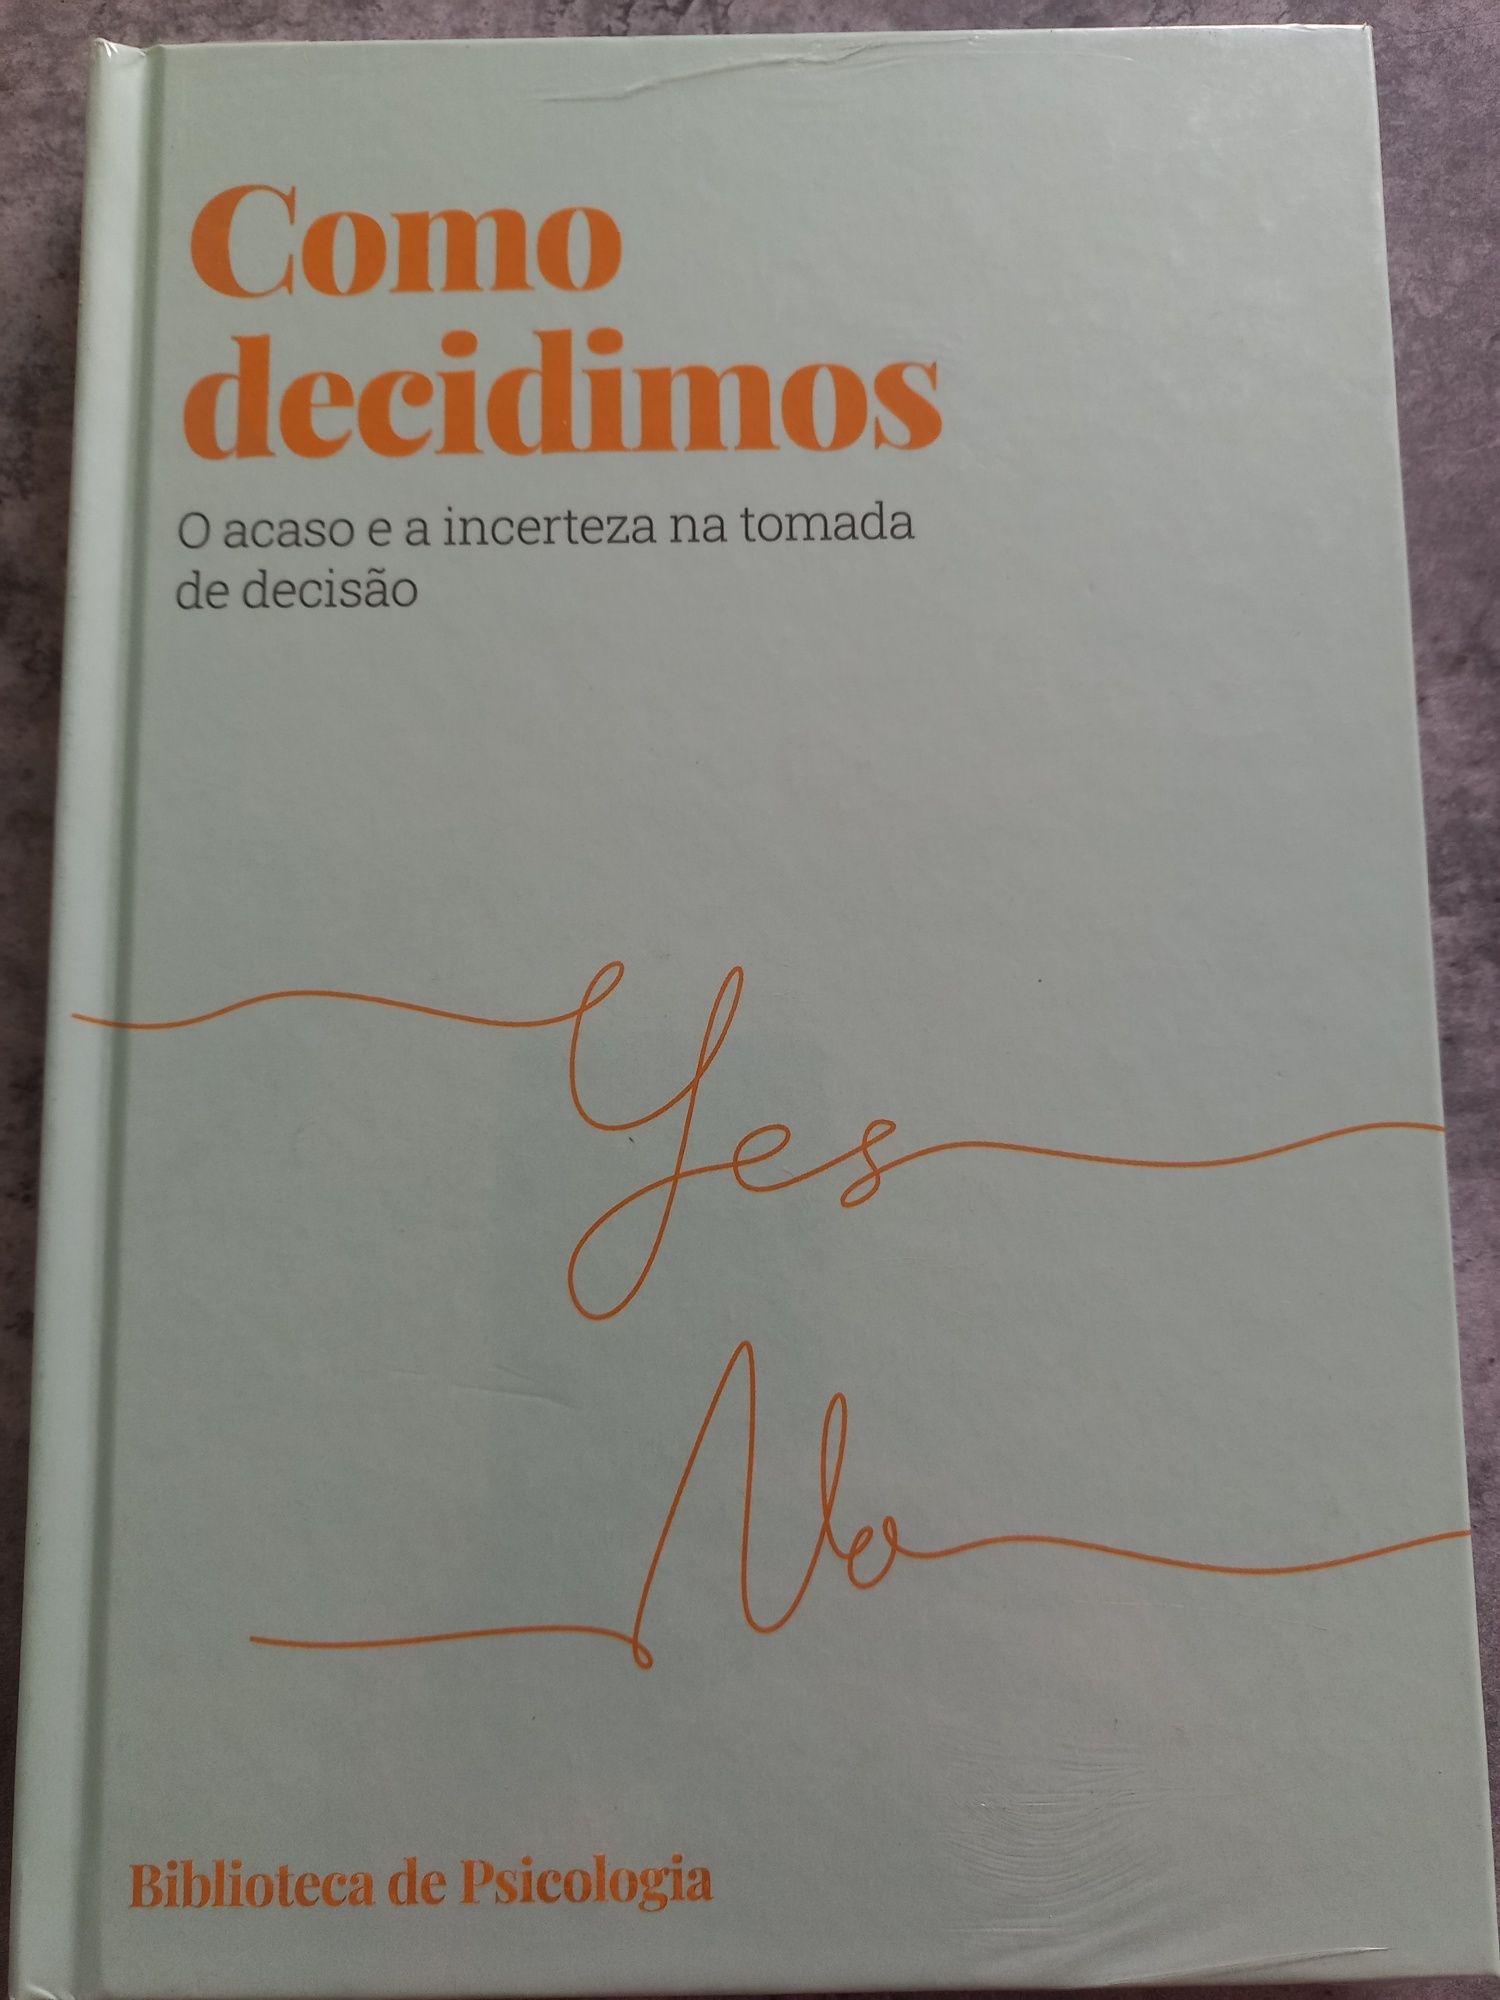 Como
decidimos
O acaso e a incerteza na tomada
de decisão
Yes
No
Biblioteca de Psicologia